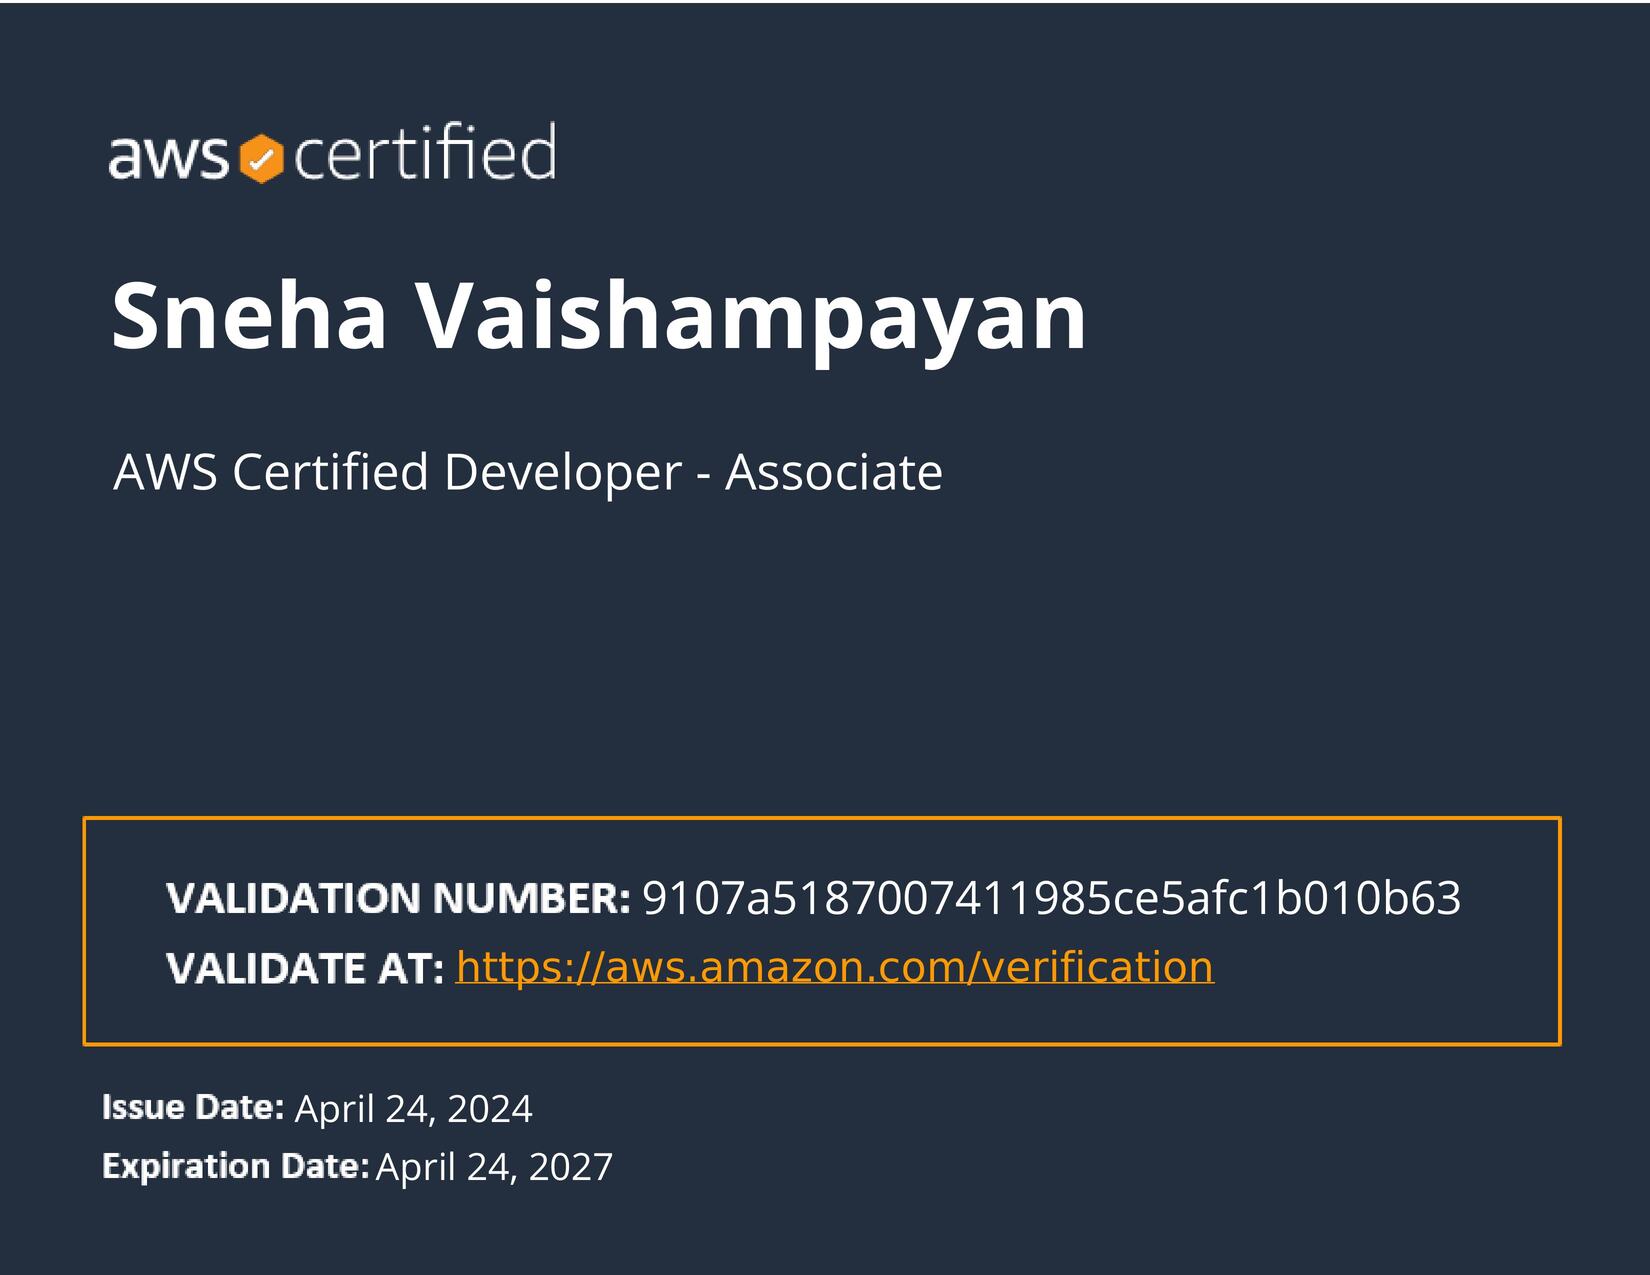 aws certified
Sneha Vaishampayan
AWS Certified Developer - Associate
VALIDATION NUMBER: 9107a5187007411985ce5afc1b010b63
VALIDATE AT: https://aws.amazon.com/verification
Issue Date: April 24, 2024
Expiration Date: April 24, 2027